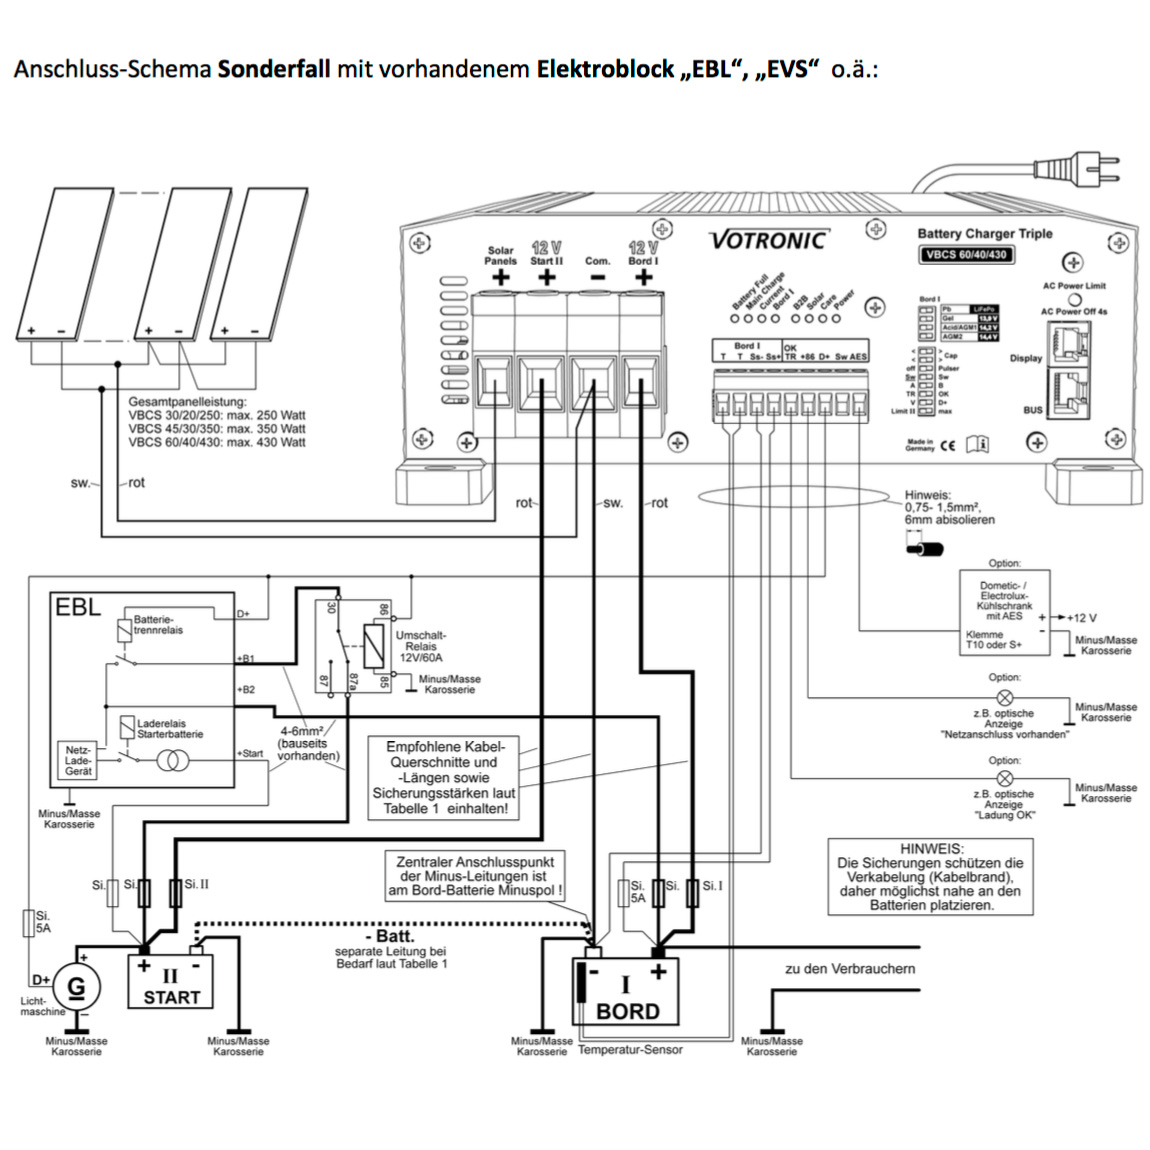 Anschluss-Schema Sonderfall mit vorhandenem Elektroblock „EBL“, „EVS“ o.ä.:
VOTRONIC
Battery Charger Triple
VBCS 60/40/430
Solar
Panels
+
12 V
Start II
+
Com.
−
12 V
Bord I
+
Battery Full
Main Charge
Current
Bord I
B2B
Solar
Care
Power
AC Power Limit
AC Power Off 4s
Bord I
Pb LiFePo
Gel 13,9 V
Acid/AGM1 14,2 V
AGM2 14,4 V
< > Cap
< >
off Pulser
Sw Sw
A B
TR OK
V D+
Limit II max
Display
BUS
Made in
Germany CE
Bord I OK
T T Ss- Ss+ TR +86 D+ Sw AES
+ −
+ −
+ −
Gesamtpanelleistung:
VBCS 30/20/250: max. 250 Watt
VBCS 45/30/350: max. 350 Watt
VBCS 60/40/430: max. 430 Watt
sw.
rot
rot
sw.
rot
Hinweis:
0,75- 1,5mm²,
6mm abisolieren
Option:
Dometic- /
Electrolux-
Kühlschrank
mit AES
Klemme
T10 oder S+
+
-
+12 V
Minus/Masse
Karosserie
Option:
z.B. optische
Anzeige
"Netzanschluss vorhanden"
Minus/Masse
Karosserie
Option:
z.B. optische
Anzeige
"Ladung OK"
Minus/Masse
Karosserie
EBL
Batterie-
trennrelais
D+
+B1
+B2
Laderelais
Starterbatterie
+Start
Netz-
Lade-
Gerät
Minus/Masse
Karosserie
30
86
87
87a
85
Umschalt-
Relais
12V/60A
Minus/Masse
Karosserie
4-6mm²
(bauseits
vorhanden)
Empfohlene Kabel-
Querschnitte und
-Längen sowie
Sicherungsstärken laut
Tabelle 1 einhalten!
Zentraler Anschlusspunkt
der Minus-Leitungen ist
am Bord-Batterie Minuspol !
HINWEIS:
Die Sicherungen schützen die
Verkabelung (Kabelbrand),
daher möglichst nahe an den
Batterien platzieren.
Si.
Si.
Si. II
Si.
5A
Si.
Si. I
Si.
5A
- Batt.
separate Leitung bei
Bedarf laut Tabelle 1
D+
+
G
−
Licht-
maschine
Minus/Masse
Karosserie
+ -
II
START
Minus/Masse
Karosserie
- +
I
BORD
Minus/Masse
Karosserie
Temperatur-Sensor
zu den Verbrauchern
Minus/Masse
Karosserie